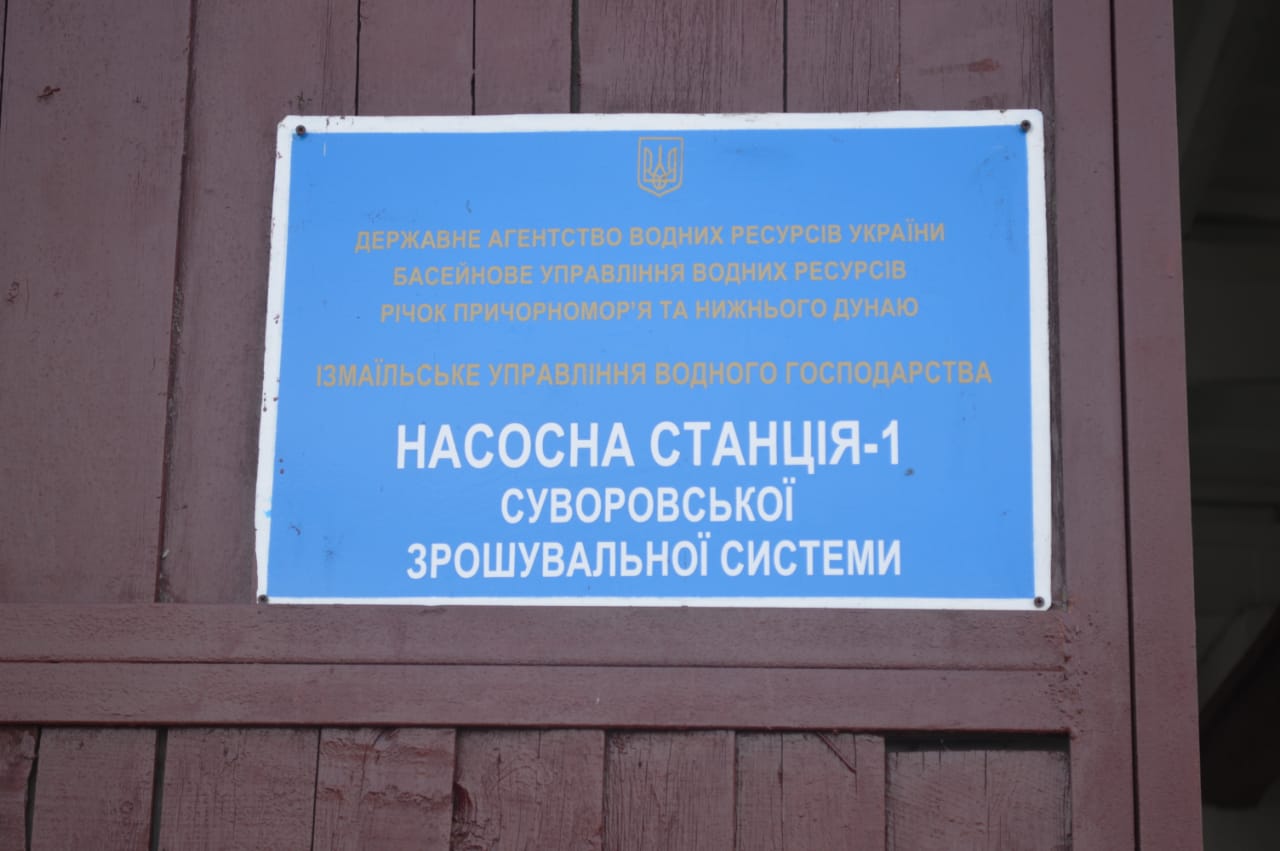 ДЕРЖАВНЕ АГЕНТСТВО ВОДНИХ РЕСУРСІВ УКРАЇНИ
БАСЕЙНОВЕ УПРАВЛІННЯ ВОДНИХ РЕСУРСІВ
РІЧОК ПРИЧОРНОМОР'Я ТА НИЖНЬОГО ДУНАЮ
ІЗМАЇЛЬСЬКЕ УПРАВЛІННЯ ВОДНОГО ГОСПОДАРСТВА
НАСОСНА СТАНЦІЯ-1
СУВОРОВСЬКОЇ
ЗРОШУВАЛЬНОЇ СИСТЕМИ